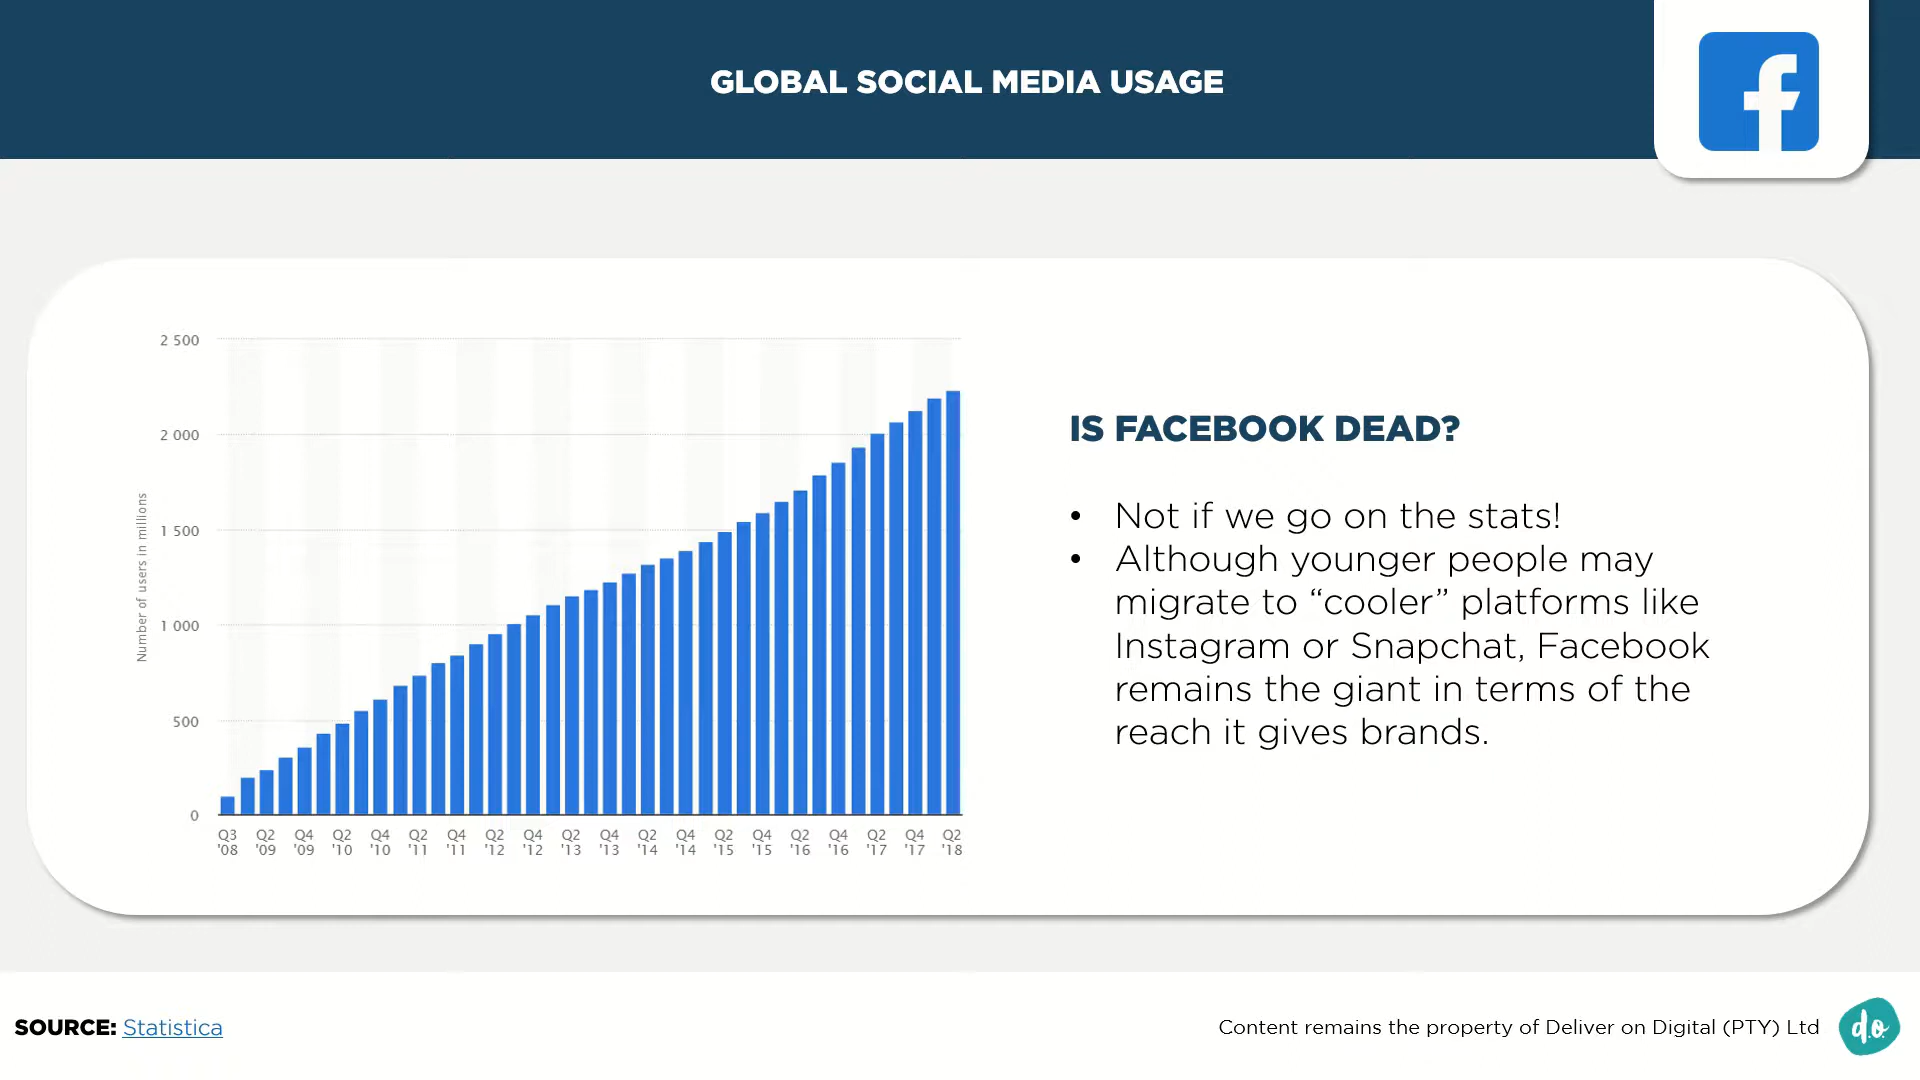 GLOBAL SOCIAL MEDIA USAGE
f
Number of users in millions
2 500
2 000
1 500
1 000
500
0
Q3 Q2 Q4 Q2 Q4 Q2 Q4 Q2 Q4 Q2 Q4 Q2 Q4 Q2 Q4 Q2 Q4 Q2 Q4 Q2
'08 '09 '09 '10 '10 '11 '11 '12 '12 '13 '13 '14 '14 '15 '15 '16 '16 '17 '17 '18
IS FACEBOOK DEAD?
• Not if we go on the stats!
• Although younger people may
migrate to “cooler” platforms like
Instagram or Snapchat, Facebook
remains the giant in terms of the
reach it gives brands.
SOURCE: Statistica
Content remains the property of Deliver on Digital (PTY) Ltd
d.o.